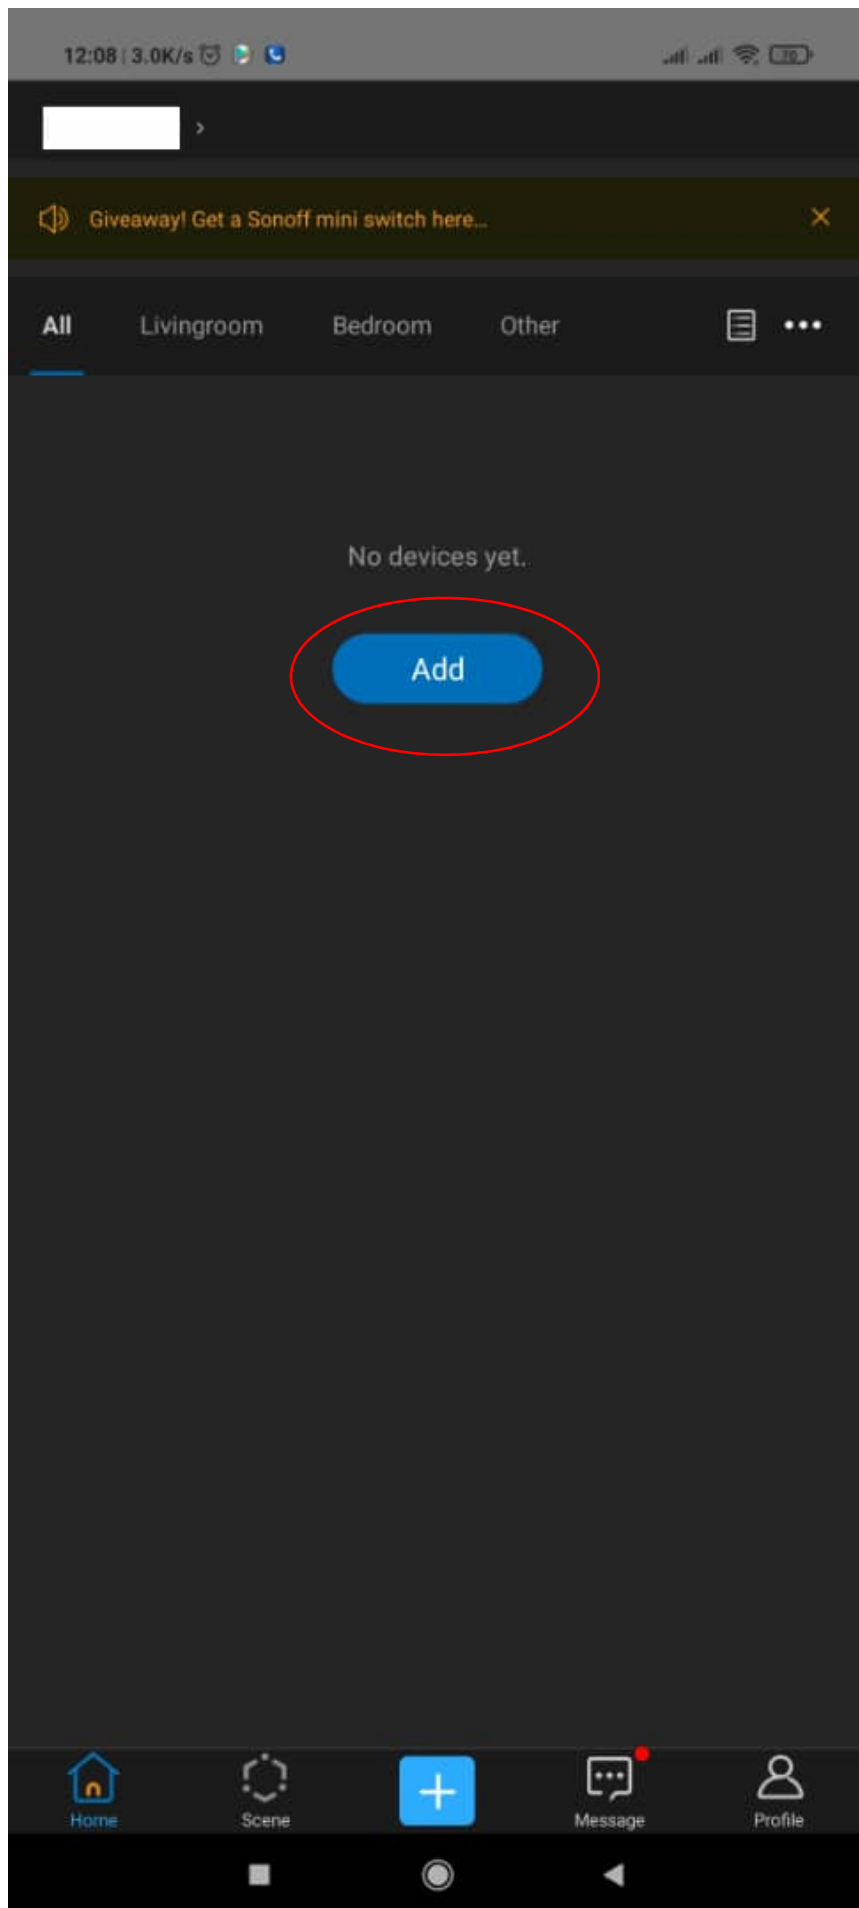 12:08 | 3.0K/s 70
Giveaway! Get a Sonoff mini switch here...
All Livingroom Bedroom Other
No devices yet.
Add
Home Scene Message Profile